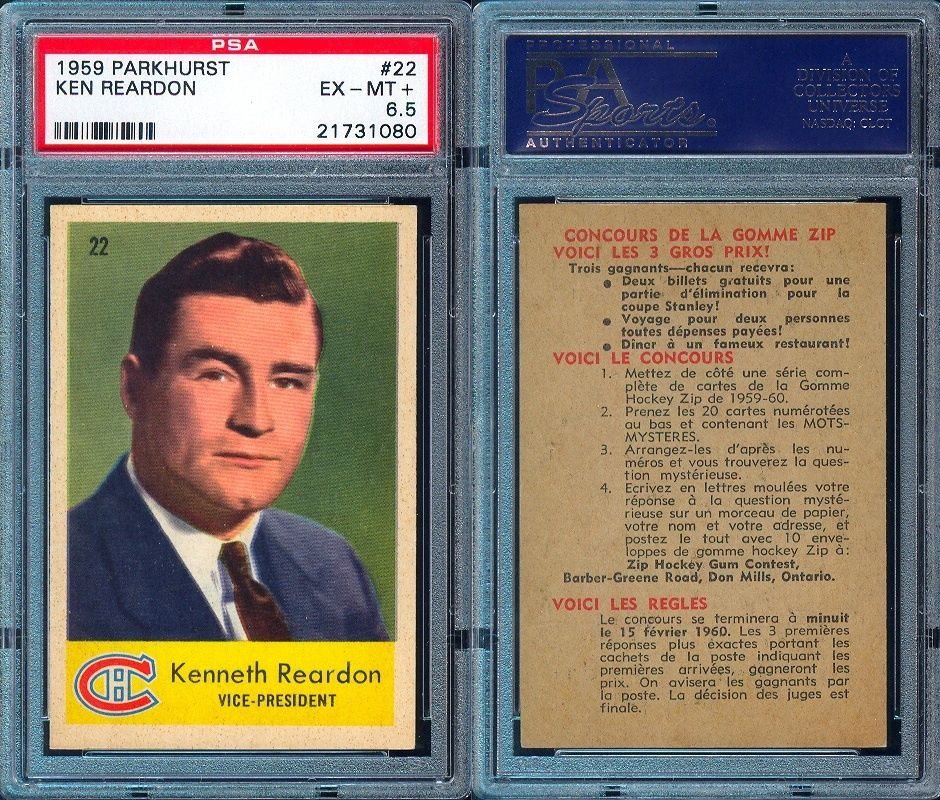 PSA
1959 PARKHURST #22
KEN REARDON EX - MT +
6.5
21731080
22
CH
Kenneth Reardon
VICE-PRESIDENT
PROFESSIONAL
PSA
Sports.
AUTHENTICATOR
A
DIVISION OF
COLLECTORS
UNIVERSE
NASDAQ: CLCT
CONCOURS DE LA GOMME ZIP
VOICI LES 3 GROS PRIX!
Trois gagnants—chacun recevra:
● Deux billets gratuits pour une
partie d'élimination pour la
coupe Stanley!
● Voyage pour deux personnes
toutes dépenses payées!
● Diner à un fameux restaurant!
VOICI LE CONCOURS
1. Mettez de côté une série com-
plète de cartes de la Gomme
Hockey Zip de 1959-60.
2. Prenez les 20 cartes numérotées
au bas et contenant les MOTS-
MYSTERES.
3. Arrangez-les d'après les nu-
méros et vous trouverez la ques-
tion mystérieuse.
4. Ecrivez en lettres moulées votre
réponse à la question mysté-
rieuse sur un morceau de papier,
votre nom et votre adresse, et
postez le tout avec 10 enve-
loppes de gomme hockey Zip à:
Zip Hockey Gum Contest,
Barber-Greene Road, Don Mills, Ontario.
VOICI LES REGLES
Le concours se terminera à minuit
le 15 février 1960. Les 3 premières
réponses plus exactes portant les
cachets de la poste indiquant les
premières arrivées, gagneront les
prix. On avisera les gagnants par
la poste. La décision des juges est
finale.